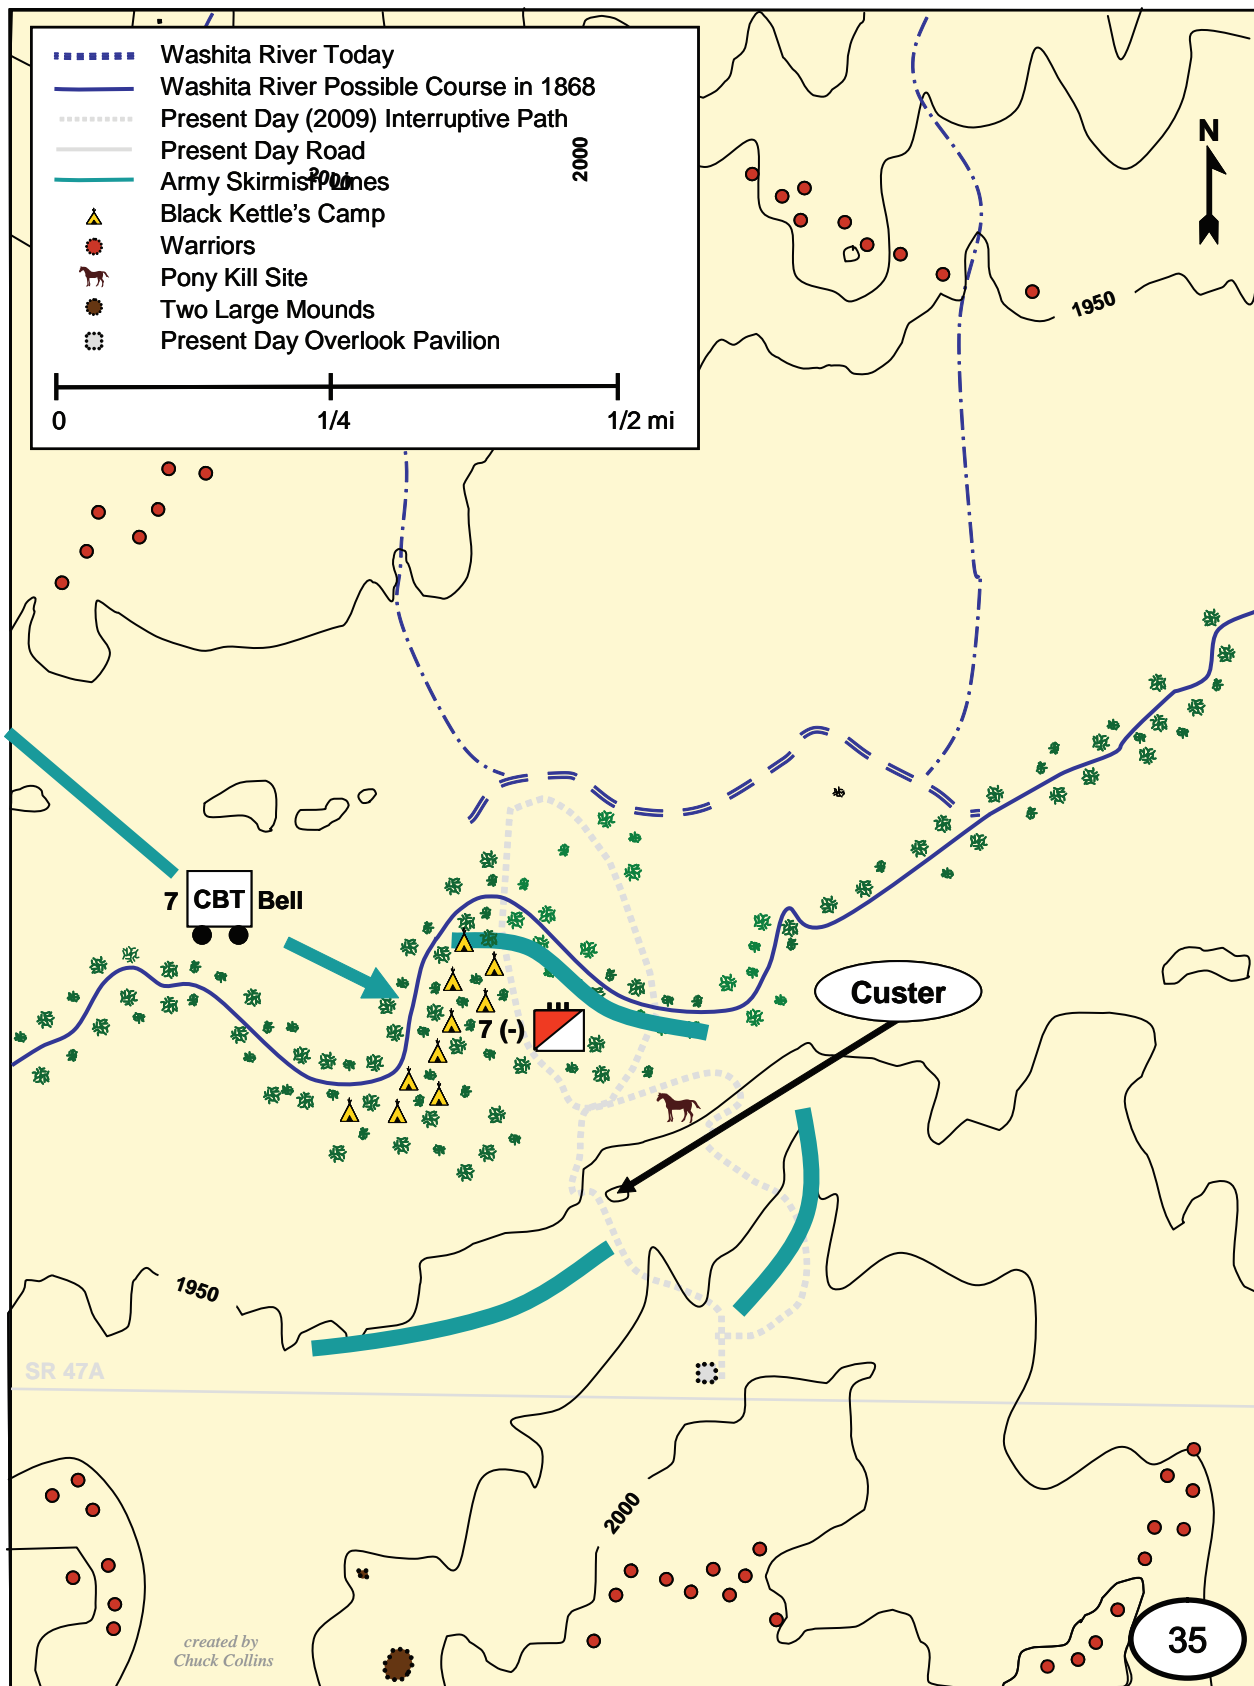 Washita River Today
Washita River Possible Course in 1868
Present Day (2009) Interruptive Path
Present Day Road
2000
Army Skirmish Lines
2000
Black Kettle's Camp
Warriors
Pony Kill Site
Two Large Mounds
Present Day Overlook Pavilion
0 1/4 1/2 mi
N
1950
7 CBT Bell
Custer
7 (-)
1950
SR 47A
2000
created by
Chuck Collins
35